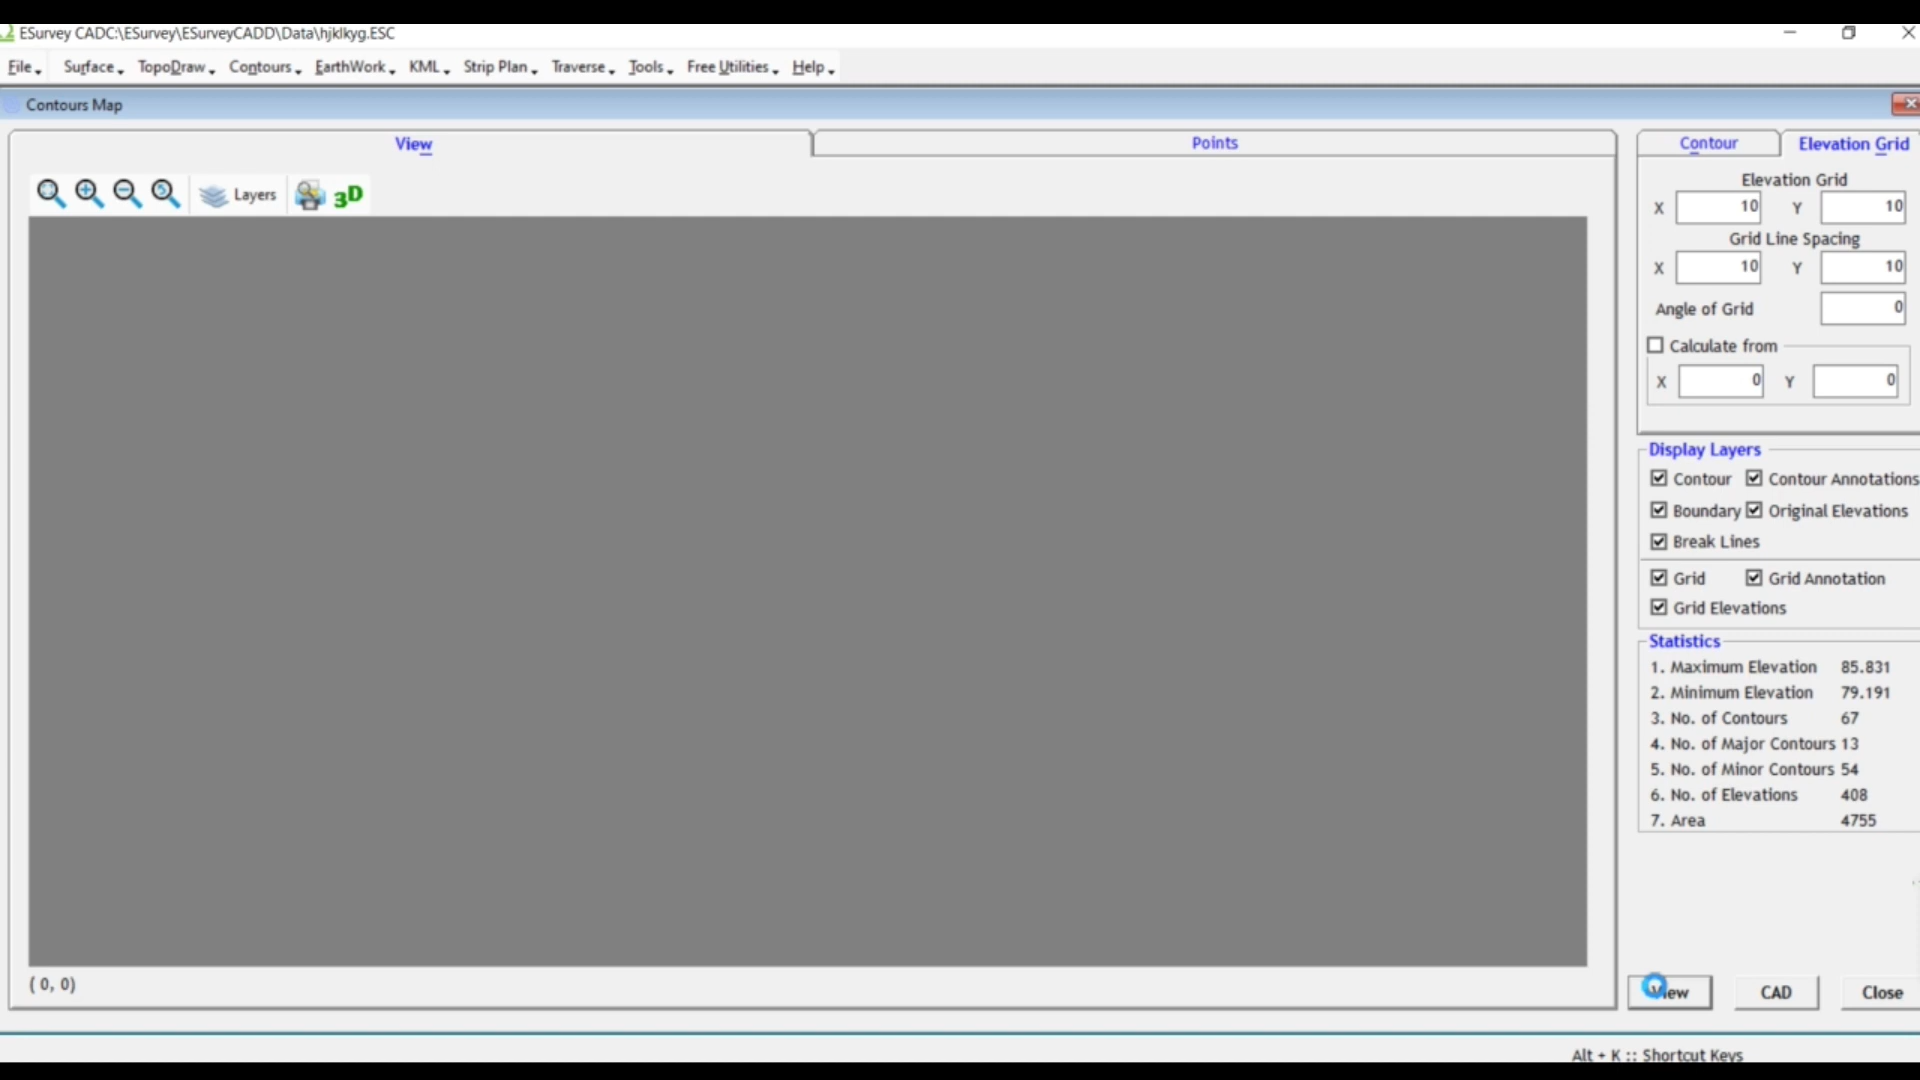 ESurvey CADC:\ESurvey\ESurveyCADD\Data\hjklkyg.ESC
File Surface TopoDraw Contours EarthWork KML Strip Plan Traverse Tools Free Utilities Help
Contours Map
View Points Contour Elevation Grid
Layers 3D
Elevation Grid
X 10 Y 10
Grid Line Spacing
X 10 Y 10
Angle of Grid 0
Calculate from
X 0 Y 0
Display Layers
Contour Contour Annotations
Boundary Original Elevations
Break Lines
Grid Grid Annotation
Grid Elevations
Statistics
1. Maximum Elevation 85.831
2. Minimum Elevation 79.191
3. No. of Contours 67
4. No. of Major Contours 13
5. No. of Minor Contours 54
6. No. of Elevations 408
7. Area 4755
(0, 0)
View CAD Close
Alt + K :: Shortcut Keys